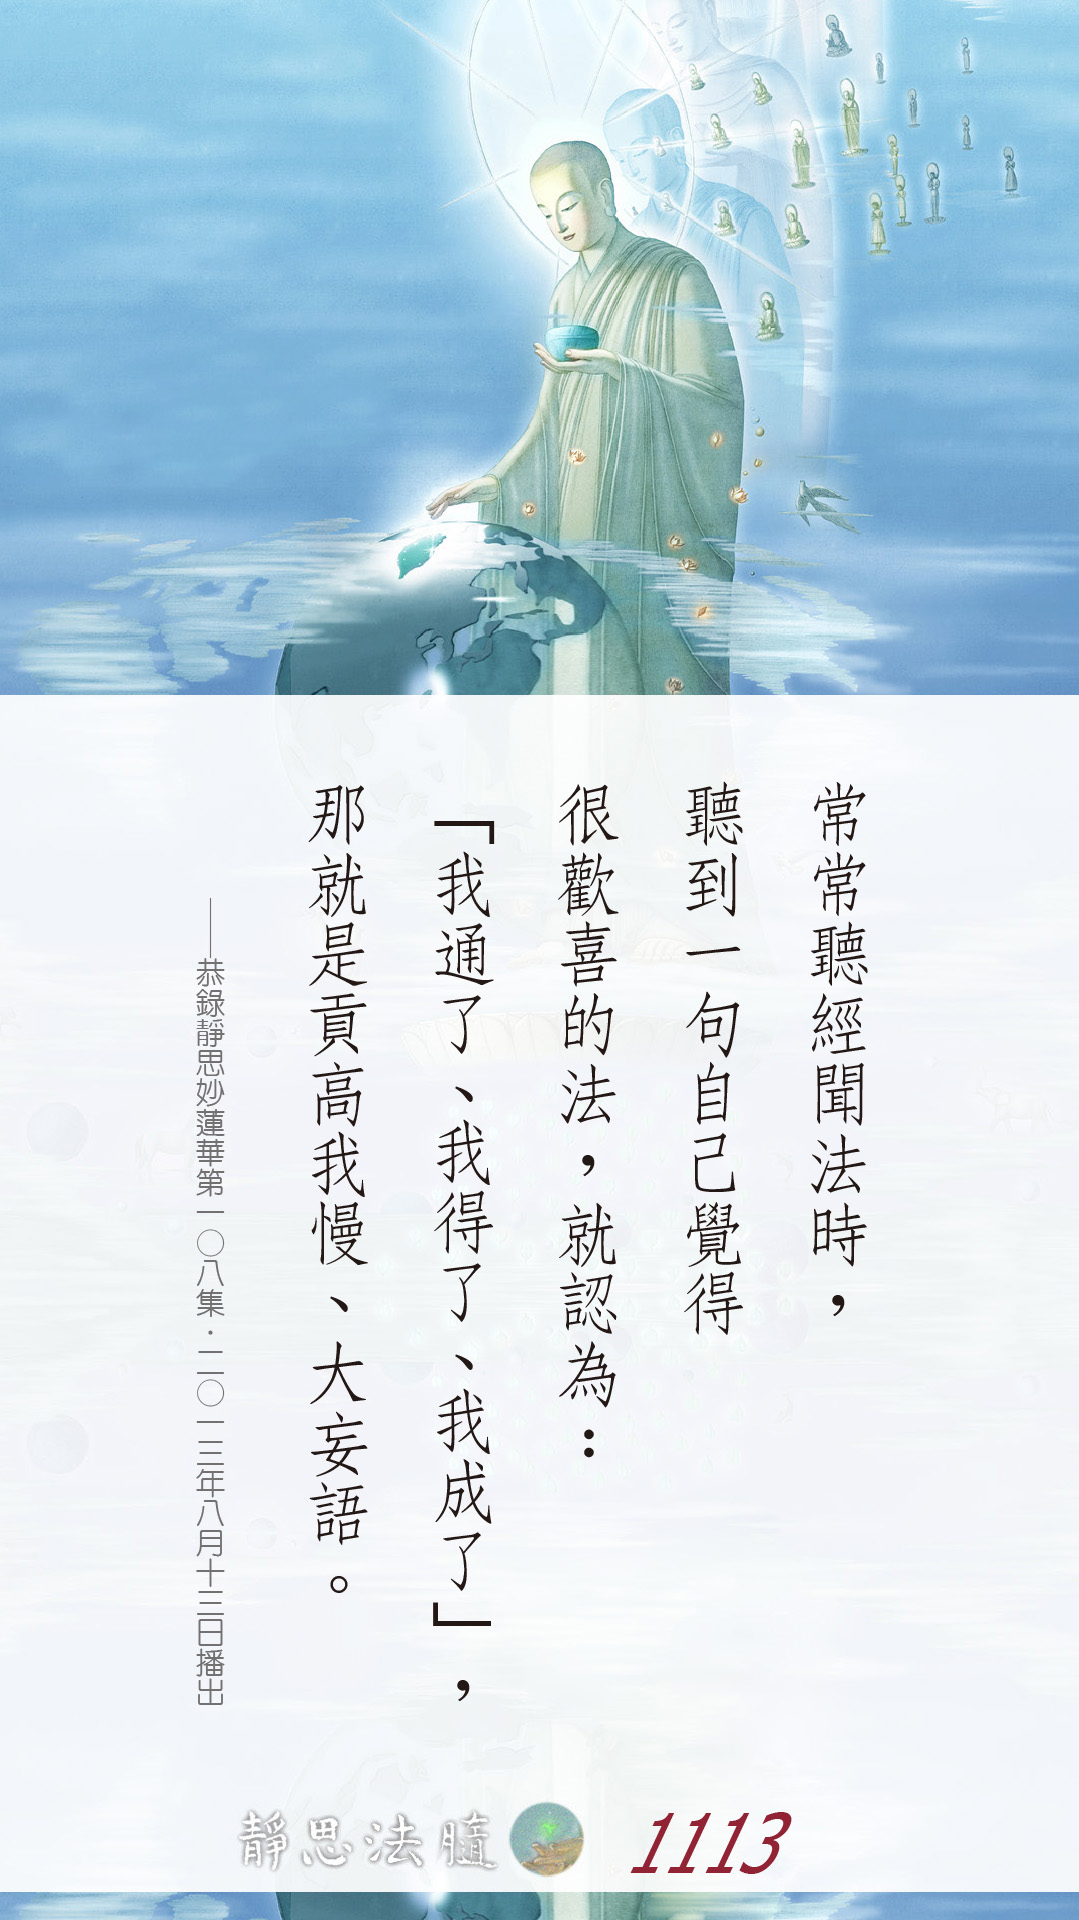 常常聽經聞法時，
聽到一句自己覺得
很歡喜的法，就認為：
「我通了、我得了、我成了」，
那就是貢高我慢、大妄語。
——恭錄靜思妙蓮華第一〇八集．二〇一三年八月十三日播出
靜思法髓
1113